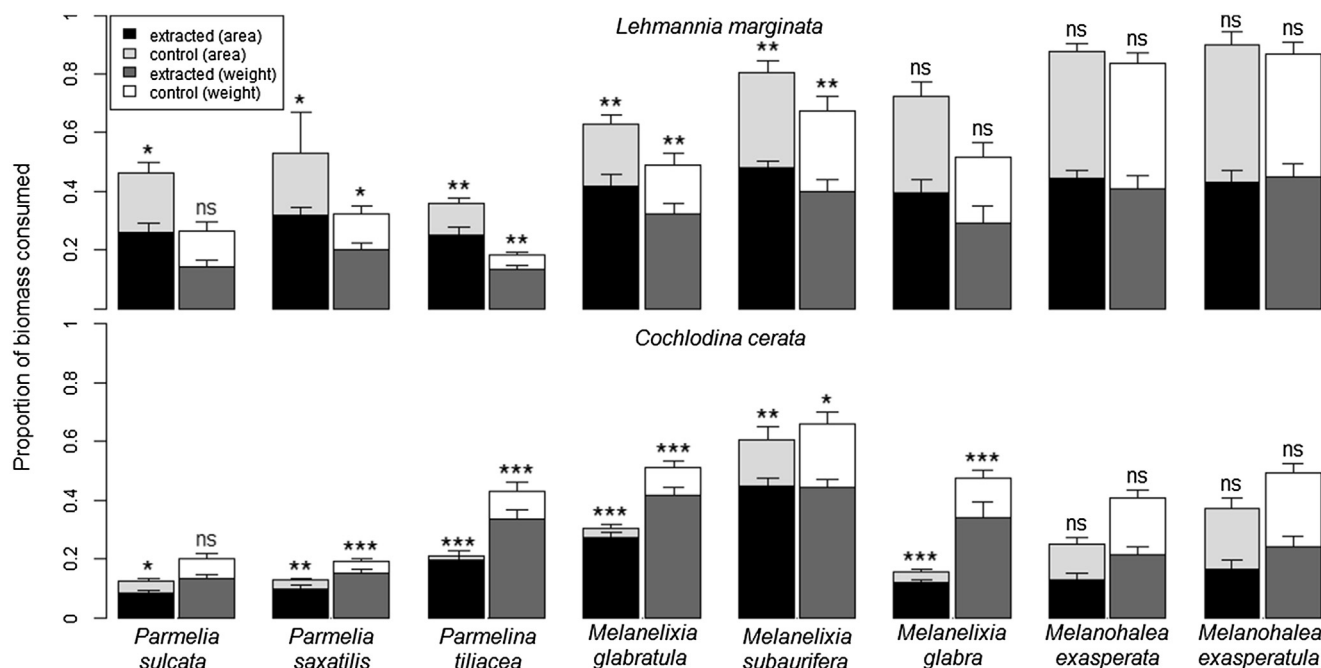 extracted (area)
control (area)
extracted (weight)
control (weight)
Lehmannia marginata
Proportion of biomass consumed
1
0.8
0.6
0.4
0.2
* ns
* *
** **
** **
** **
ns ns
ns ns
ns ns
Cochlodina cerata
1
0.8
0.6
0.4
0.2
0
* ns
** ***
*** ***
*** ***
** *
*** ***
ns ns
ns ns
Parmelia
sulcata
Parmelia
saxatilis
Parmelina
tiliacea
Melanelixia
glabratula
Melanelixia
subaurifera
Melanelixia
glabra
Melanohalea
exasperata
Melanohalea
exasperatula